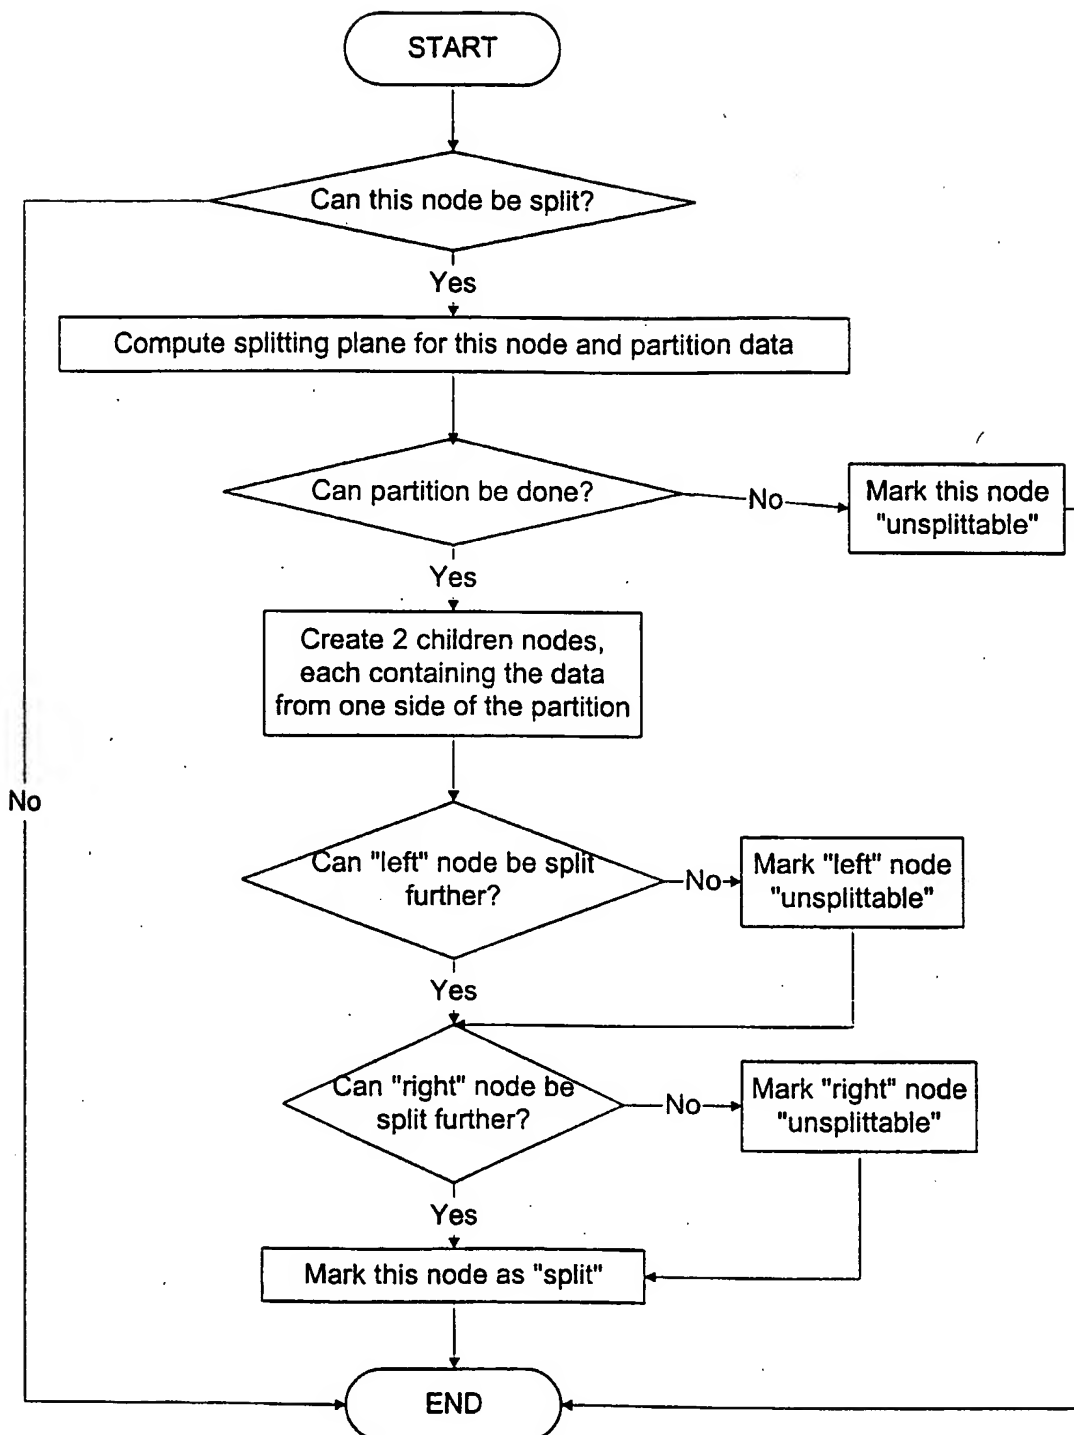 START
Can this node be split?
Yes
Compute splitting plane for this node and partition data
Can partition be done?
No
Mark this node
"unsplittable"
Yes
Create 2 children nodes,
each containing the data
from one side of the partition
No
Can "left" node be split
further?
No
Mark "left" node
"unsplittable"
Yes
Can "right" node be
split further?
No
Mark "right" node
"unsplittable"
Yes
Mark this node as "split"
END